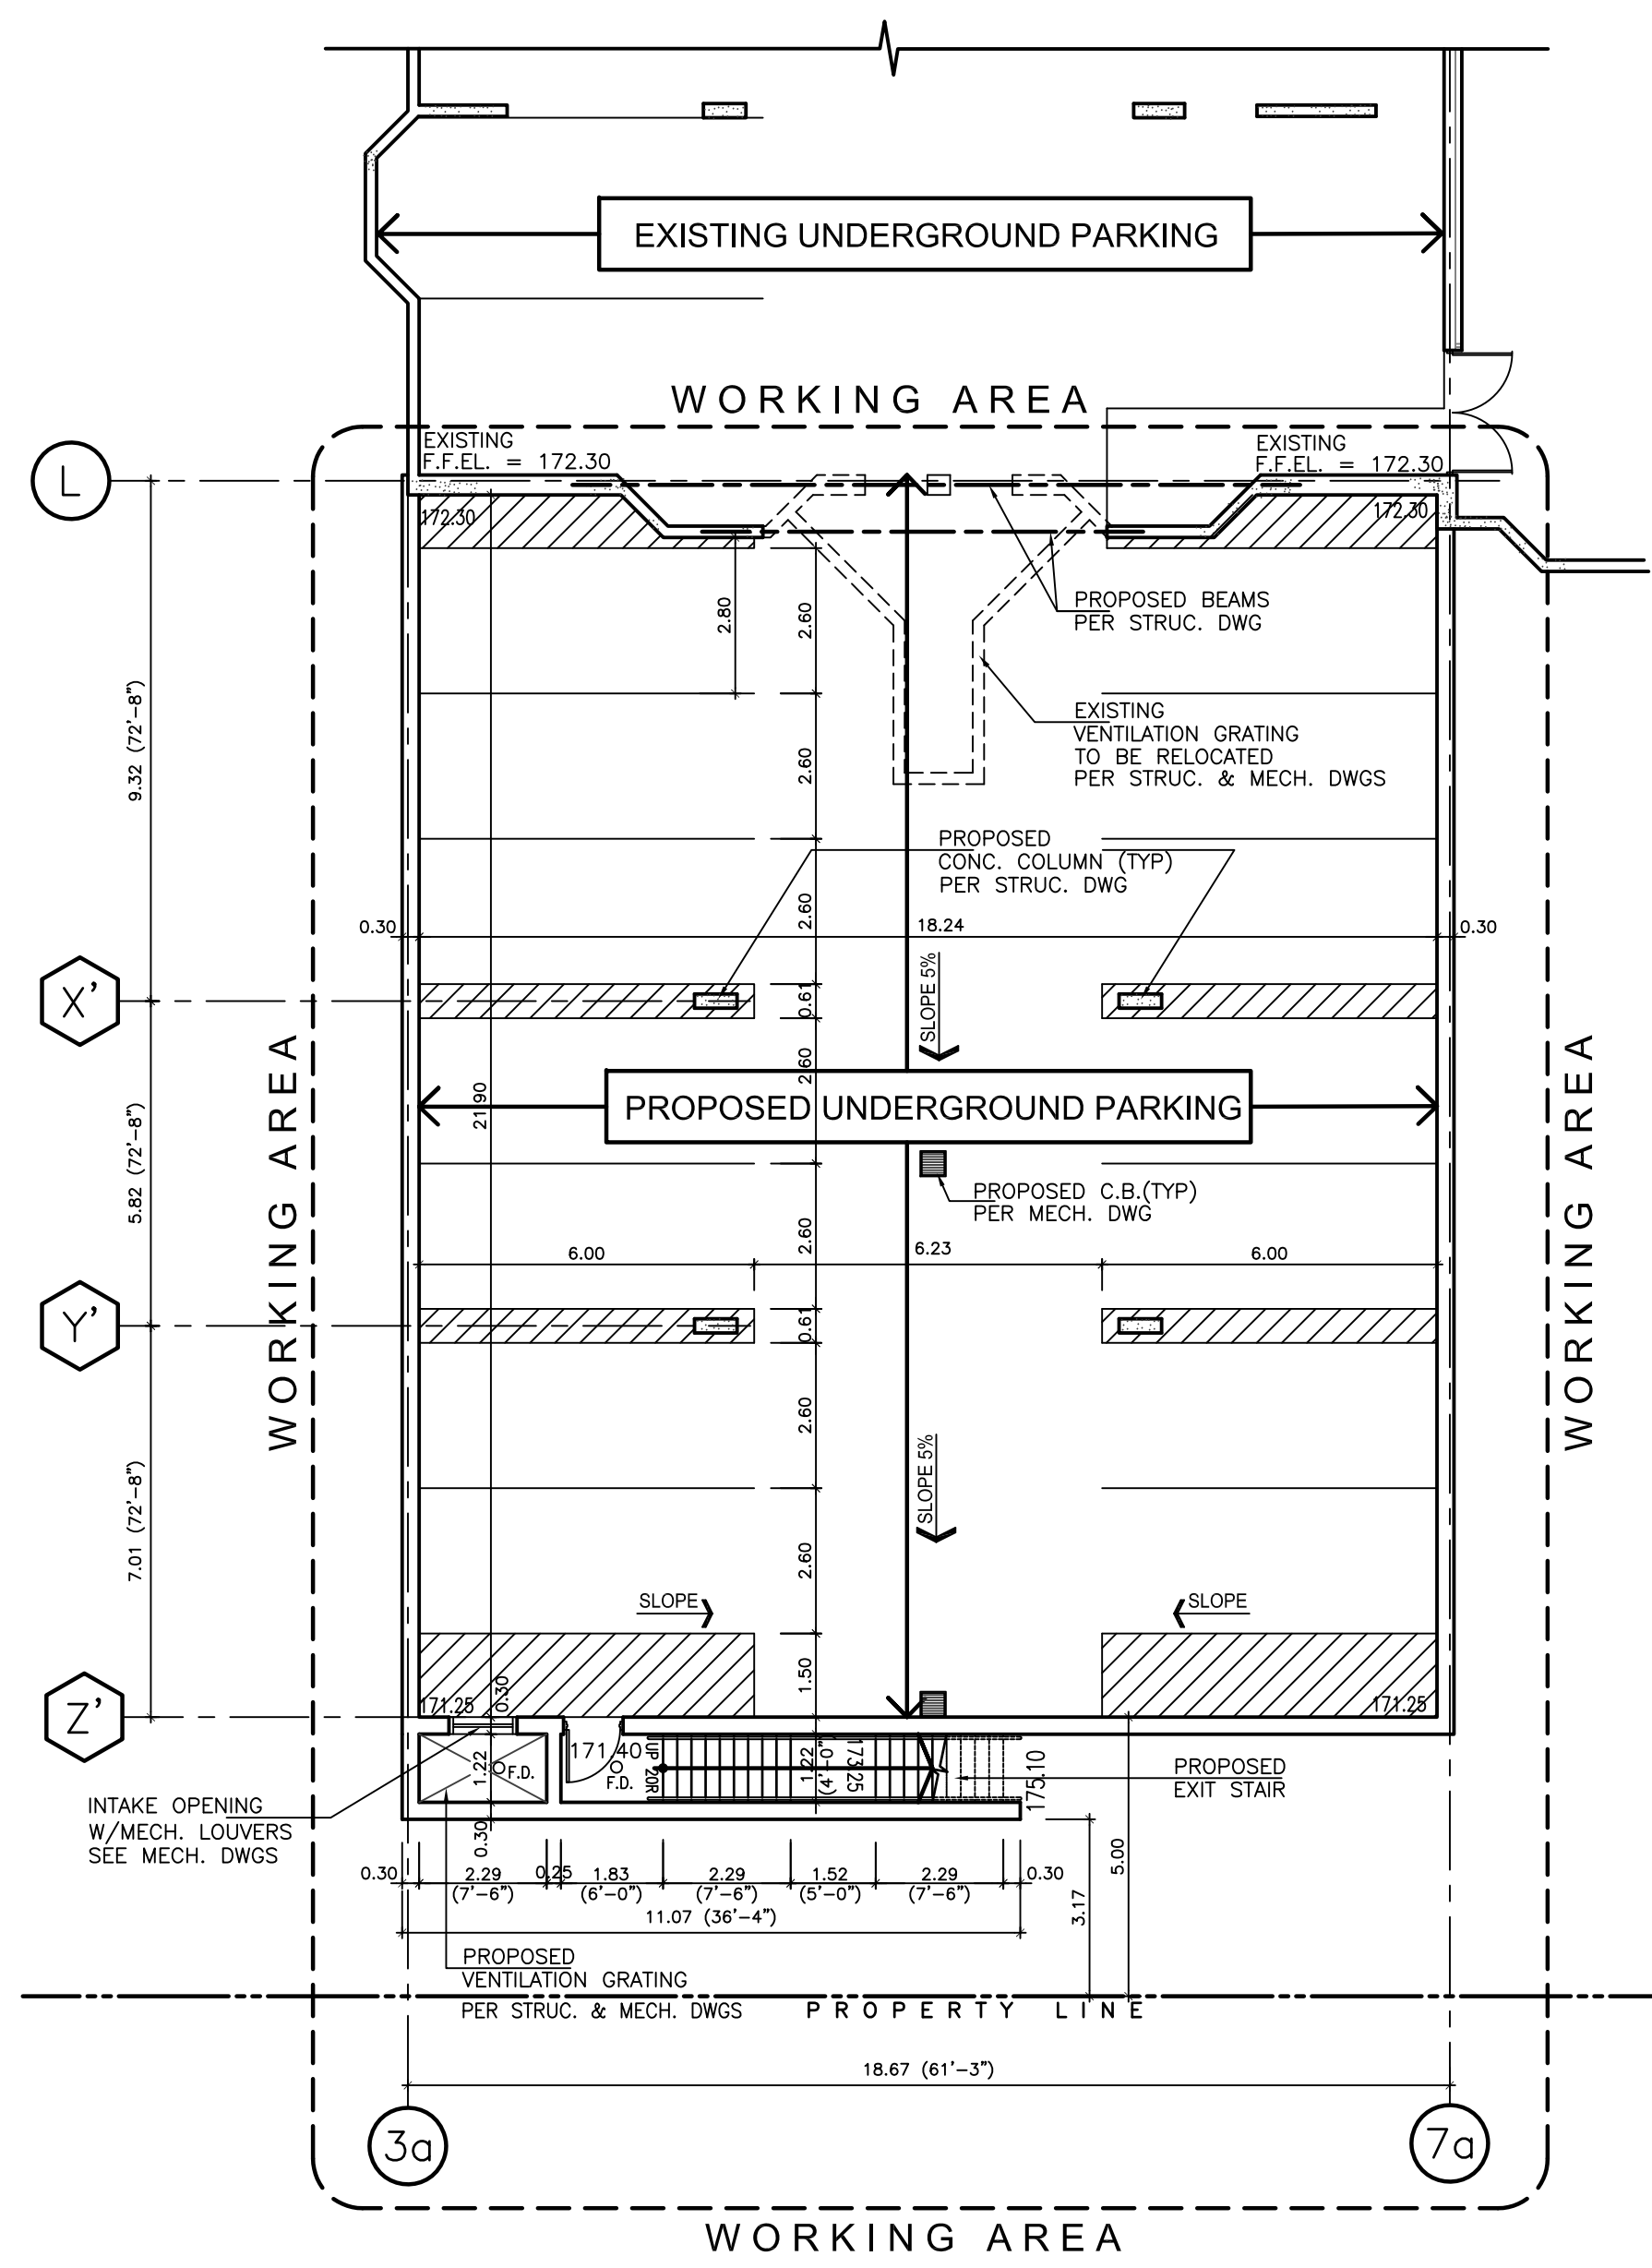 EXISTING UNDERGROUND PARKING
WORKING AREA
EXISTING
F.F.EL. = 172.30
EXISTING
F.F.EL. = 172.30
L
172.30
172.30
2.80
2.60
PROPOSED BEAMS
PER STRUC. DWG
9.32 (72'-8")
2.60
EXISTING
VENTILATION GRATING
TO BE RELOCATED
PER STRUC. & MECH. DWGS
PROPOSED
CONC. COLUMN (TYP)
PER STRUC. DWG
2.60
0.30
18.24
0.30
SLOPE 5%
X'
0.61
WORKING AREA
WORKING AREA
2.60
21.90
PROPOSED UNDERGROUND PARKING
5.82 (72'-8")
PROPOSED C.B.(TYP)
PER MECH. DWG
2.60
6.00
6.23
6.00
Y'
0.61
2.60
SLOPE 5%
7.01 (72'-8")
2.60
SLOPE
SLOPE
1.50
0.30
171.25
171.25
Z'
171.40
UP 20R
1.22
(4'-0")
173.25
175.10
1.22
F.D.
F.D.
PROPOSED
EXIT STAIR
INTAKE OPENING
W/MECH. LOUVERS
SEE MECH. DWGS
0.30
5.00
0.30
2.29
(7'-6")
0.25
1.83
(6'-0")
2.29
(7'-6")
1.52
(5'-0")
2.29
(7'-6")
0.30
11.07 (36'-4")
3.17
PROPOSED
VENTILATION GRATING
PER STRUC. & MECH. DWGS
PROPERTY LINE
18.67 (61'-3")
3a
7a
WORKING AREA